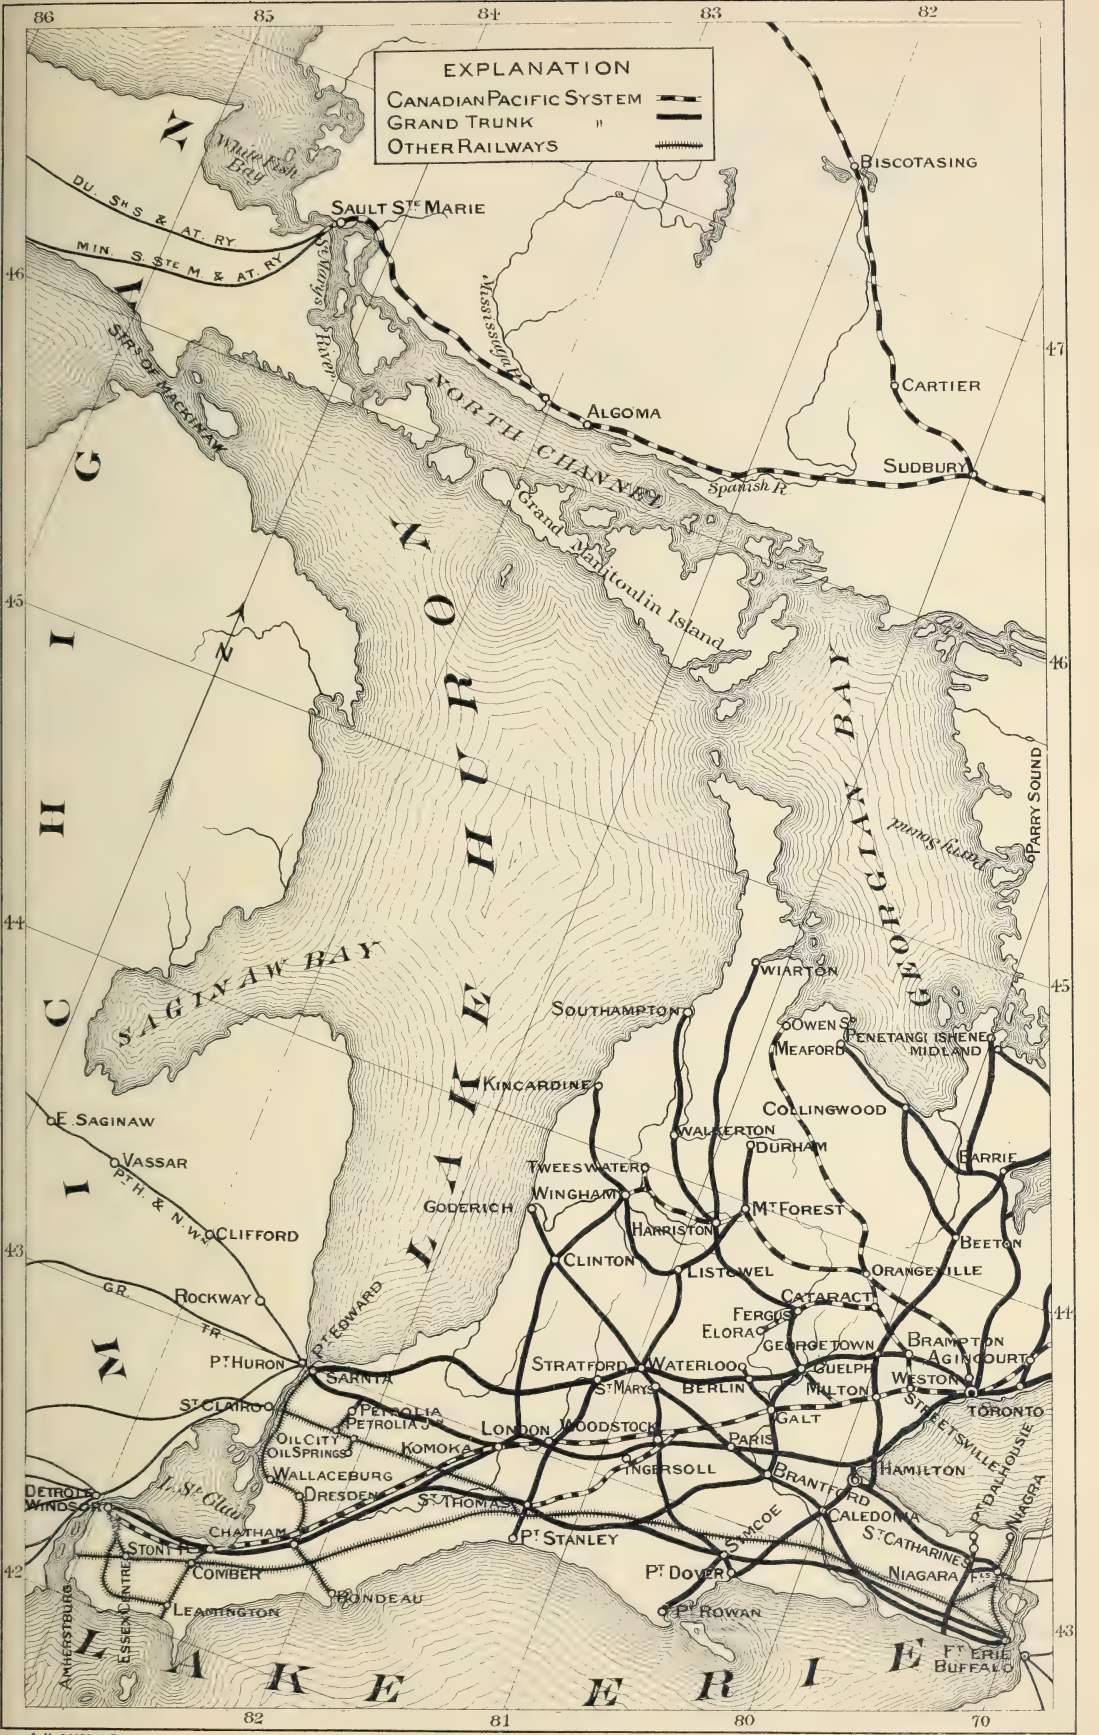 86
85
84
83
82
EXPLANATION
CANADIAN PACIFIC SYSTEM
GRAND TRUNK "
OTHER RAILWAYS
White Fish
Bay
BISCOTASING
SAULT STE MARIE
DU. SH S & AT. RY
MIN. S. STE M. & AT. RY
St Marys River
Mississaga R.
46
47
STRS OF MACKINAW
NORTH CHANNEL
CARTIER
ALGOMA
SUDBURY
Spanish R
Grand Manitoulin Island
45
46
N
MICHIGAN
LAKE HURON
GEORGIAN BAY
Parry Sound
PARRY SOUND
44
45
SAGINAW BAY
WIARTON
SOUTHAMPTON
OWEN SD
MEAFORD
PENETANGUISHENE
MIDLAND
KINCARDINE
COLLINGWOOD
E. SAGINAW
WALKERTON
DURHAM
BARRIE
VASSAR
TWEESWATER
PT H. & N. W.
WINGHAM
GODERICH
MT FOREST
HARRISTON
CLIFFORD
BEETON
43
CLINTON
LISTOWEL
ORANGEVILLE
GR. TR.
ROCKWAY
PT EDWARD
CATARACT
FERGUS
ELORA
44
GEORGETOWN
BRAMPTON
AGINCOURT
PT HURON
SARNIA
STRATFORD
WATERLOO
GUELPH
WESTON
ST MARYS
BERLIN
MILTON
STREETSVILLE
TORONTO
ST CLAIR
PETROLIA
PETROLIA JN
GALT
OIL CITY
OIL SPRINGS
KOMOKA
LONDON
WOODSTOCK
PARIS
INGERSOLL
HAMILTON
PT DALHOUSIE
NIAGRA
L. St Clair
WALLACEBURG
DRESDEN
BRANTFORD
DETROIT
WINDSOR
ST THOMAS
CALEDONIA
CHATHAM
PT STANLEY
SIMCOE
ST CATHARINES
STONY P.
COMBER
PT DOVER
NIAGARA FLS
42
RONDEAU
LEAMINGTON
PT ROWAN
AMHERSTBURG
ESSEX CENTRE
43
LAKE ERIE
FT ERIE
BUFFALO
82
81
80
70